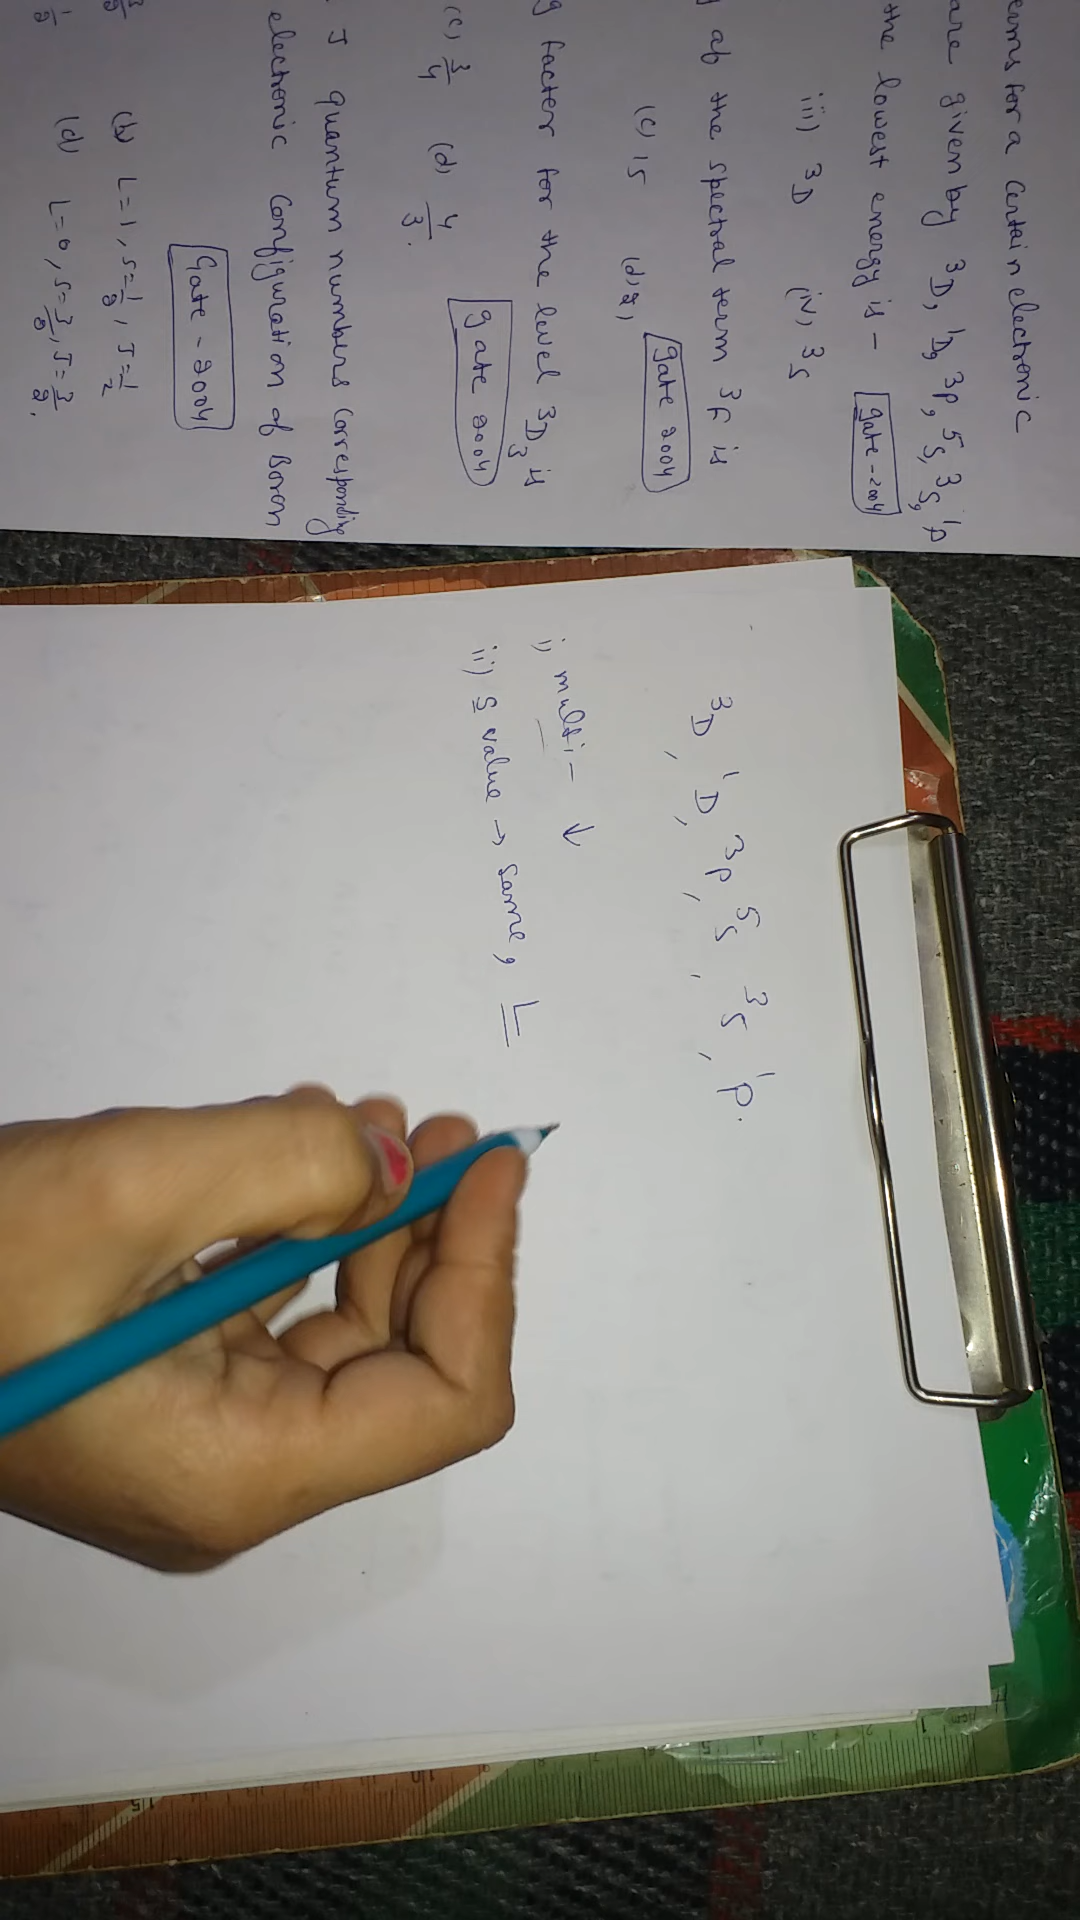 erms for a certain electronic
are given by ³D, ¹D, ³P, ⁵S, ³S, ¹P
the lowest energy is -
Gate - 2004
iii) ³D (iv) ³S
of the spectral term ³F is
(c) 15
gate 2004
g factor for the level ³D₃ is
(c) 3/4 (d) 4/3.
gate 2004
J quantum numbers corresponding
electronic configuration of Boron
Gate - 2004
(b) L = 1, S = 1/2, J = 1/2
(d) L = 0, S = 3/2, J = 3/2.
³D, ¹D, ³P, ⁵S, ³S, ¹P.
i) multi, - ↓
ii) S value → same, L